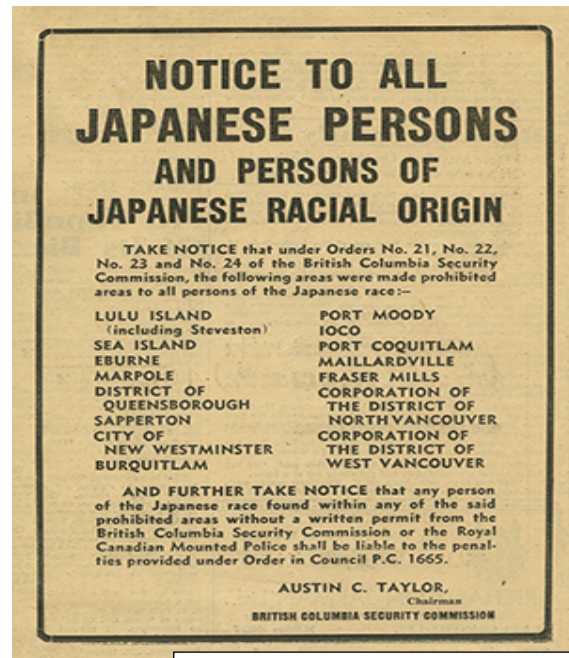 NOTICE TO ALL
JAPANESE PERSONS
AND PERSONS OF
JAPANESE RACIAL ORIGIN
TAKE NOTICE that under Orders No. 21, No. 22,
No. 23 and No. 24 of the British Columbia Security
Commission, the following areas were made prohibited
areas to all persons of the Japanese race:—
LULU ISLAND
(including Steveston)
SEA ISLAND
EBURNE
MARPOLE
DISTRICT OF
QUEENSBOROUGH
SAPPERTON
CITY OF
NEW WESTMINSTER
BURQUITLAM
PORT MOODY
IOCO
PORT COQUITLAM
MAILLARDVILLE
FRASER MILLS
CORPORATION OF
THE DISTRICT OF
NORTH VANCOUVER
CORPORATION OF
THE DISTRICT OF
WEST VANCOUVER
AND FURTHER TAKE NOTICE that any person
of the Japanese race found within any of the said
prohibited areas without a written permit from the
British Columbia Security Commission or the Royal
Canadian Mounted Police shall be liable to the penal-
ties provided under Order in Council P.C. 1665.
AUSTIN C. TAYLOR,
Chairman
BRITISH COLUMBIA SECURITY COMMISSION